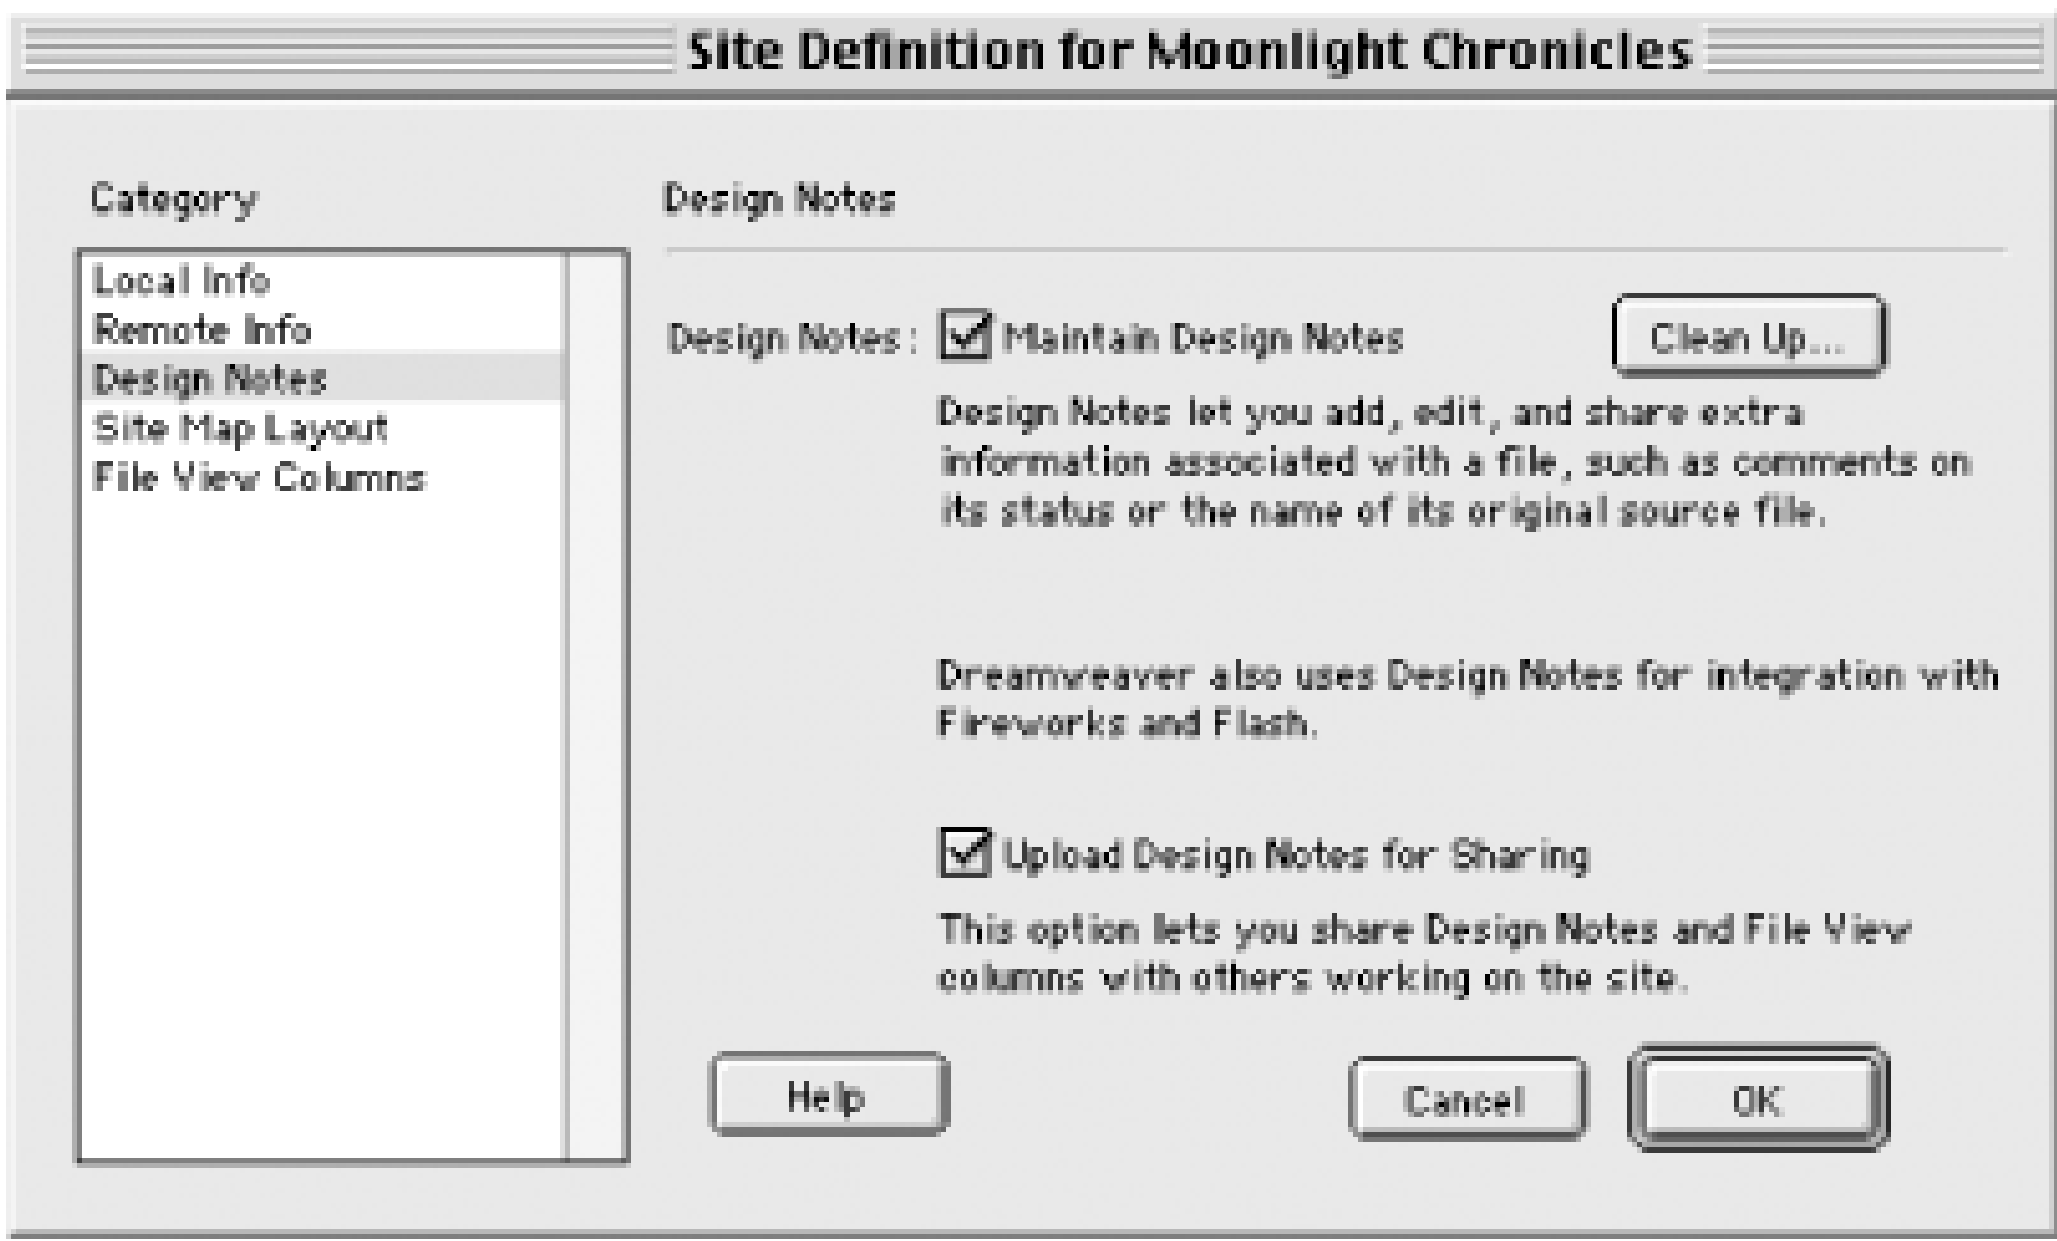 Site Definition for Moonlight Chronicles
Category
Local Info
Remote Info
Design Notes
Site Map Layout
File View Columns
Design Notes
Design Notes: Maintain Design Notes
Clean Up...
Design Notes let you add, edit, and share extra
information associated with a file, such as comments on
its status or the name of its original source file.
Dreamweaver also uses Design Notes for integration with
Fireworks and Flash.
Upload Design Notes for Sharing
This option lets you share Design Notes and File View
columns with others working on the site.
Help
Cancel
OK